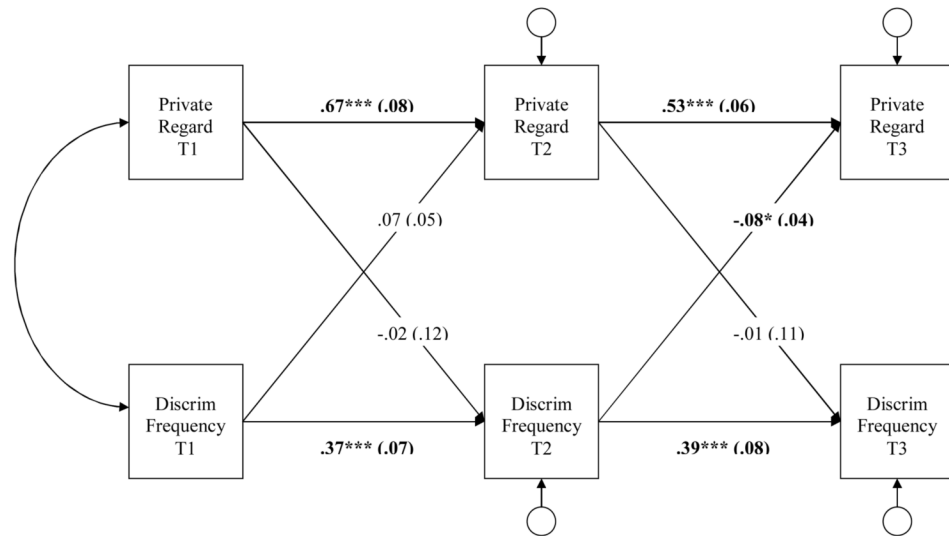 Private
Regard
T1
.67*** (.08)
Private
Regard
T2
.53*** (.06)
Private
Regard
T3
.07 (.05)
-.08* (.04)
-.02 (.12)
-.01 (.11)
Discrim
Frequency
T1
.37*** (.07)
Discrim
Frequency
T2
.39*** (.08)
Discrim
Frequency
T3